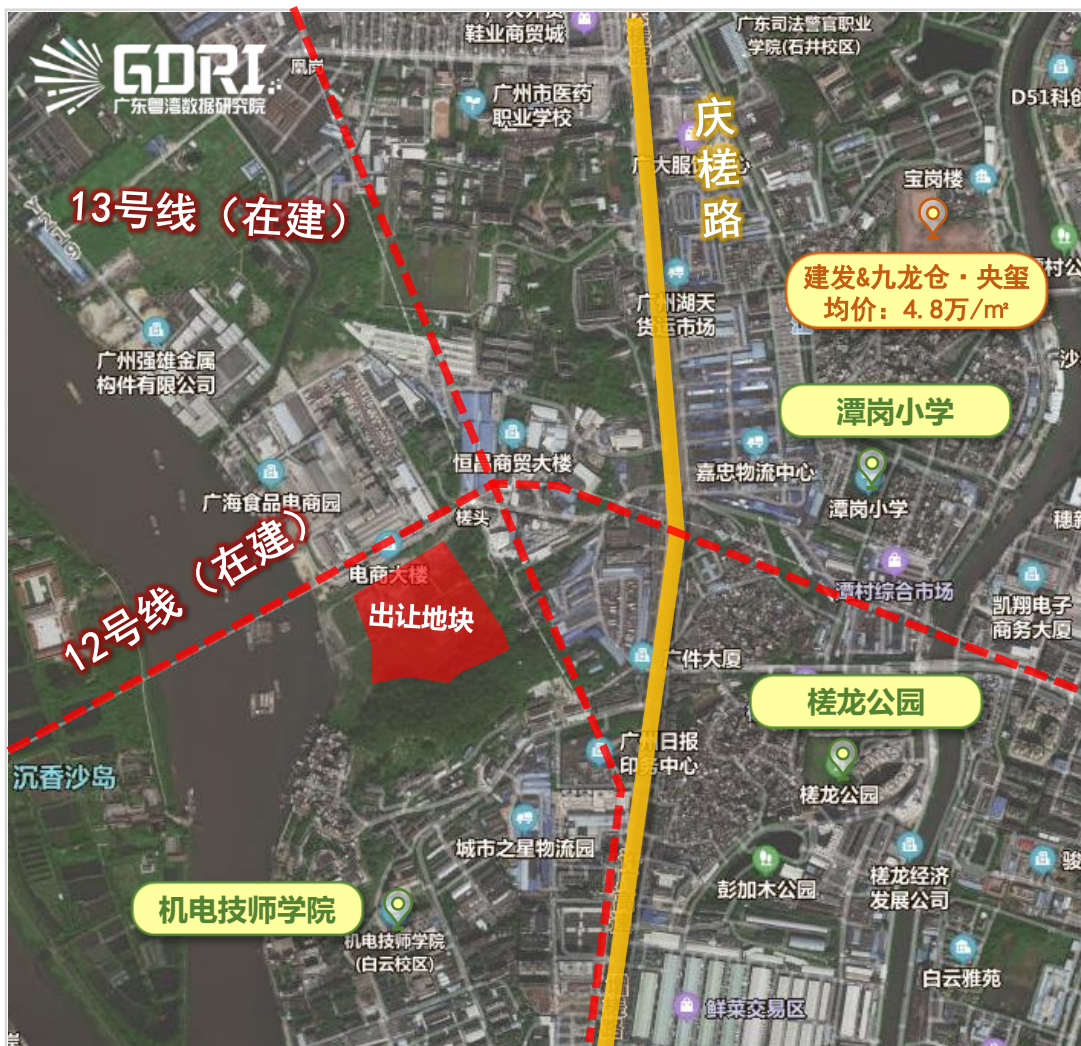 鞋业商贸城
广东司法警官职业
学院(石井校区)
GDRI
广东粤湾数据研究院
凰岗
广州市医药
职业学校
D51科创
庆槎路
宝岗楼
13号线（在建）
建发&九龙仓·央玺
均价：4.8万/㎡
广州湖天
货运市场
广州强雄金属
构件有限公司
潭岗小学
恒昌商贸大楼
嘉忠物流中心
广海食品电商园
潭岗小学
槎头
12号线（在建）
电商大楼
潭村综合市场
出让地块
凯翔电子
商务大厦
广件大厦
槎龙公园
广州日报
印务中心
沉香沙岛
槎龙公园
城市之星物流园
彭加木公园
槎龙经济
发展公司
机电技师学院
机电技师学院
(白云校区)
白云雅苑
鲜菜交易区